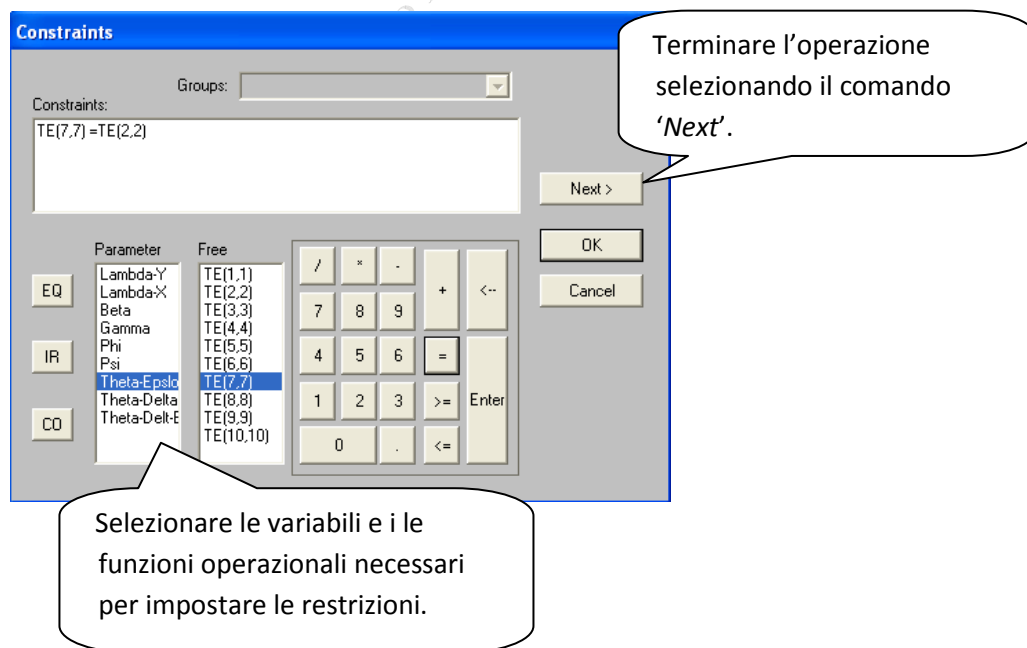 Constraints
Terminare l’operazione
selezionando il comando
‘Next’.
Groups:
Constraints:
TE(7,7) =TE(2,2)
Next >
OK
Cancel
Parameter
Lambda-Y
Lambda-X
Beta
Gamma
Phi
Psi
Theta-Epslo
Theta-Delta
Theta-Delt-E
Free
TE(1,1)
TE(2,2)
TE(3,3)
TE(4,4)
TE(5,5)
TE(6,6)
TE(7,7)
TE(8,8)
TE(9,9)
TE(10,10)
EQ
IR
CO
/ * - + <--
7 8 9
4 5 6 =
1 2 3 >= Enter
0 . <=
Selezionare le variabili e i le
funzioni operazionali necessari
per impostare le restrizioni.